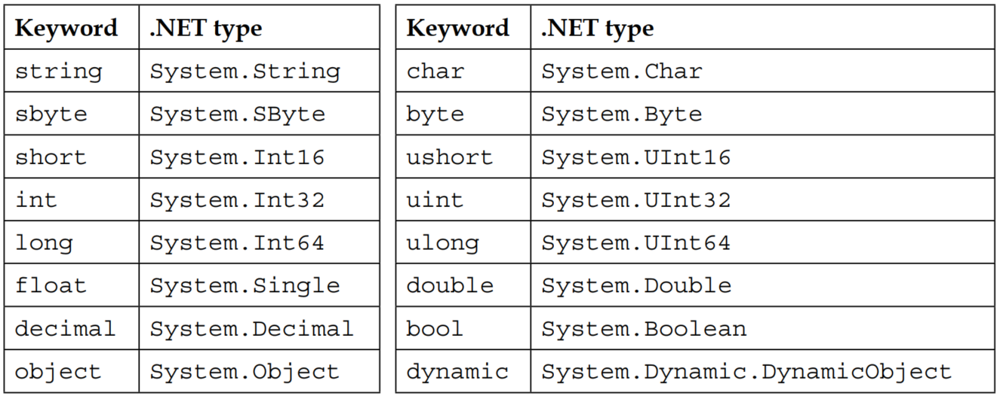 Keyword .NET type Keyword .NET type
string System.String char System.Char
sbyte System.SByte byte System.Byte
short System.Int16 ushort System.UInt16
int System.Int32 uint System.UInt32
long System.Int64 ulong System.UInt64
float System.Single double System.Double
decimal System.Decimal bool System.Boolean
object System.Object dynamic System.Dynamic.DynamicObject